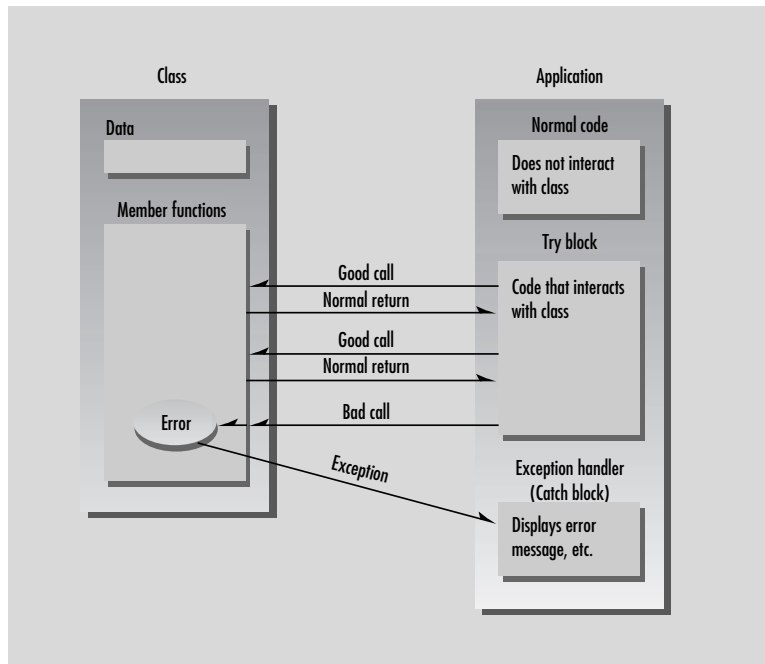 Class
Data
Member functions
Error
Good call
Normal return
Good call
Normal return
Bad call
Exception
Application
Normal code
Does not interact
with class
Try block
Code that interacts
with class
Exception handler
(Catch block)
Displays error
message, etc.